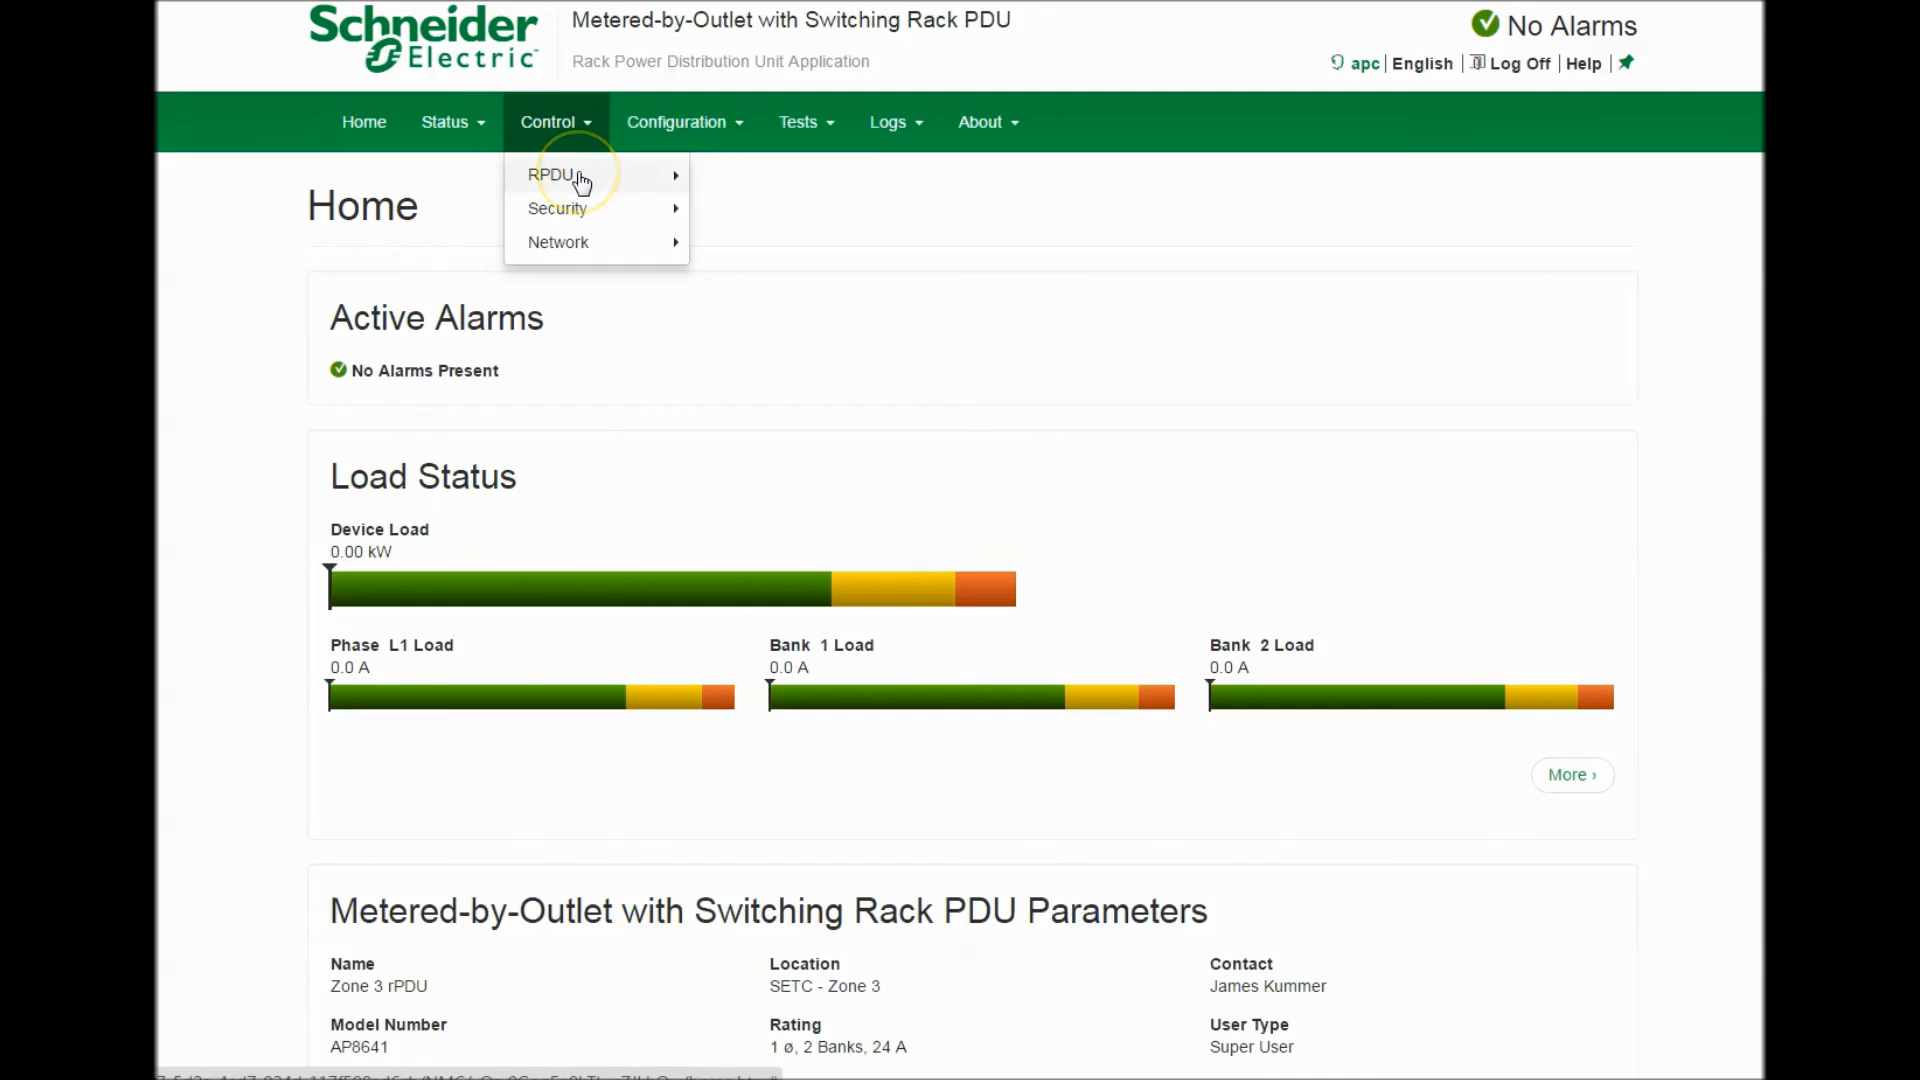 Schneider
Electric
Metered-by-Outlet with Switching Rack PDU
Rack Power Distribution Unit Application
No Alarms
apc | English | Log Off | Help |
Home Status Control Configuration Tests Logs About
RPDU
Security
Network
Home
Active Alarms
No Alarms Present
Load Status
Device Load
0.00 kW
Phase L1 Load Bank 1 Load Bank 2 Load
0.0 A 0.0 A 0.0 A
More ›
Metered-by-Outlet with Switching Rack PDU Parameters
Name Location Contact
Zone 3 rPDU SETC - Zone 3 James Kummer
Model Number Rating User Type
AP8641 1 ø, 2 Banks, 24 A Super User